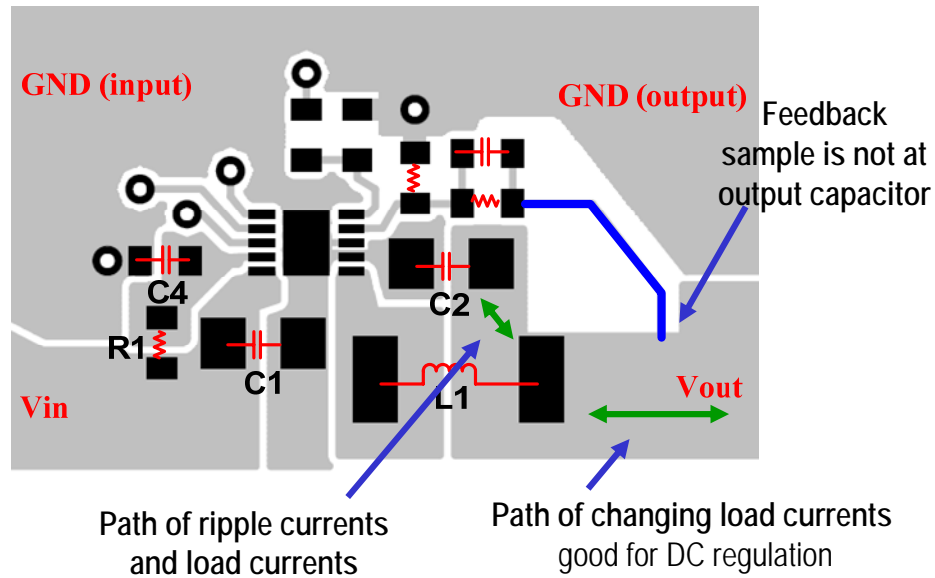 GND (input)
GND (output)
Feedback
sample is not at
output capacitor
C4
C2
R1
C1
L1
Vin
Vout
Path of ripple currents
and load currents
Path of changing load currents
good for DC regulation